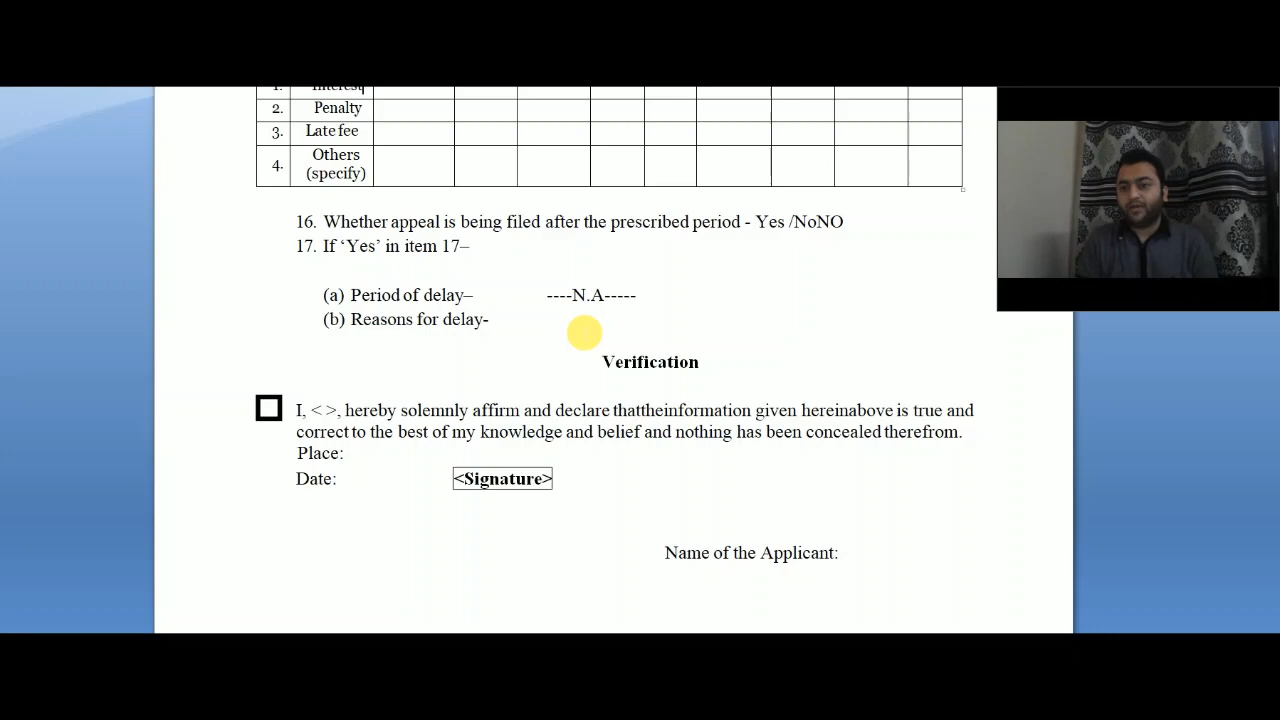 1. Interest
2. Penalty
3. Late fee
4. Others
(specify)
16. Whether appeal is being filed after the prescribed period - Yes /NoNO
17. If ‘Yes’ in item 17–
(a) Period of delay– ----N.A-----
(b) Reasons for delay-
Verification
I, < >, hereby solemnly affirm and declare thattheinformation given hereinabove is true and
correct to the best of my knowledge and belief and nothing has been concealed therefrom.
Place:
Date: <Signature>
Name of the Applicant: